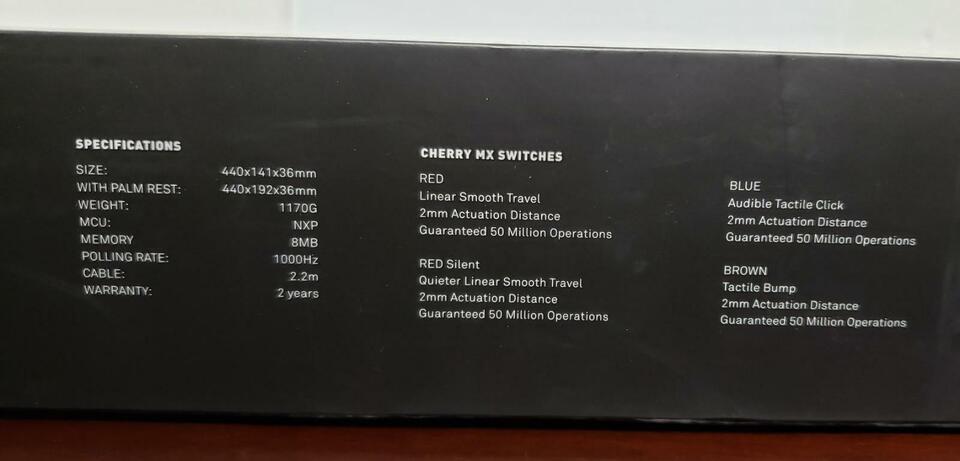 SPECIFICATIONS
SIZE: 440x141x36mm
WITH PALM REST: 440x192x36mm
WEIGHT: 1170G
MCU: NXP
MEMORY 8MB
POLLING RATE: 1000Hz
CABLE: 2.2m
WARRANTY: 2 years
CHERRY MX SWITCHES
RED
Linear Smooth Travel
2mm Actuation Distance
Guaranteed 50 Million Operations
RED Silent
Quieter Linear Smooth Travel
2mm Actuation Distance
Guaranteed 50 Million Operations
BLUE
Audible Tactile Click
2mm Actuation Distance
Guaranteed 50 Million Operations
BROWN
Tactile Bump
2mm Actuation Distance
Guaranteed 50 Million Operations